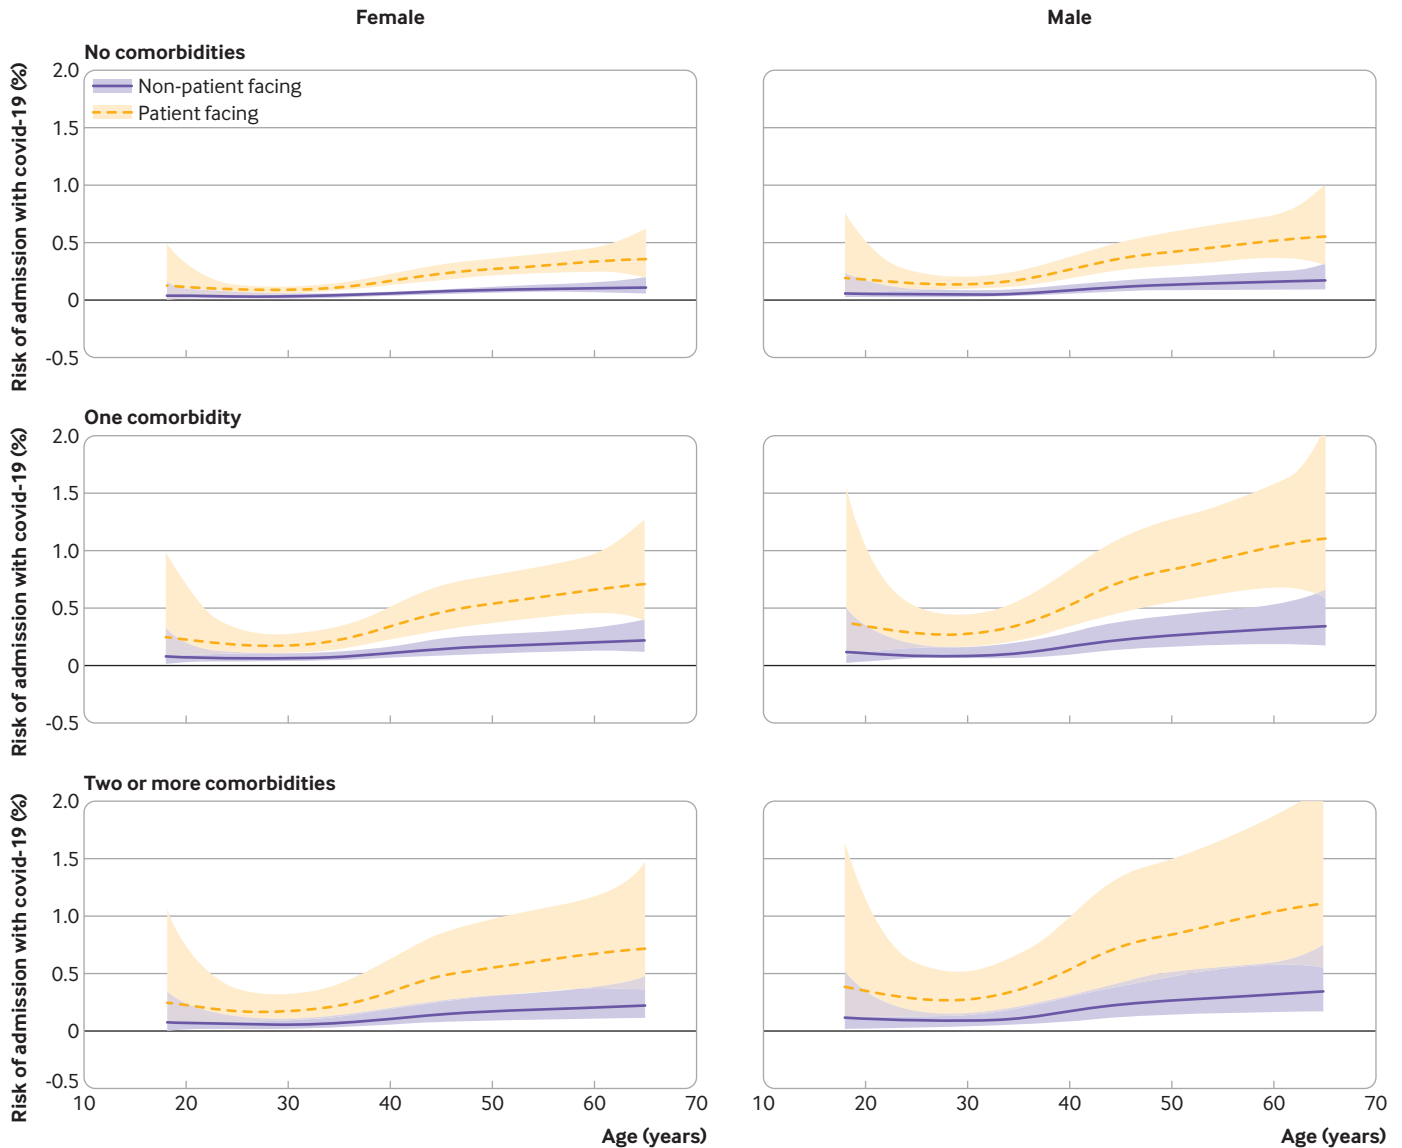 Female
Male
No comorbidities
Risk of admission with covid-19 (%)
2.0
1.5
1.0
0.5
0
-0.5
Non-patient facing
Patient facing
One comorbidity
Risk of admission with covid-19 (%)
2.0
1.5
1.0
0.5
0
-0.5
Two or more comorbidities
Risk of admission with covid-19 (%)
2.0
1.5
1.0
0.5
0
-0.5
10 20 30 40 50 60 70
Age (years)
10 20 30 40 50 60 70
Age (years)